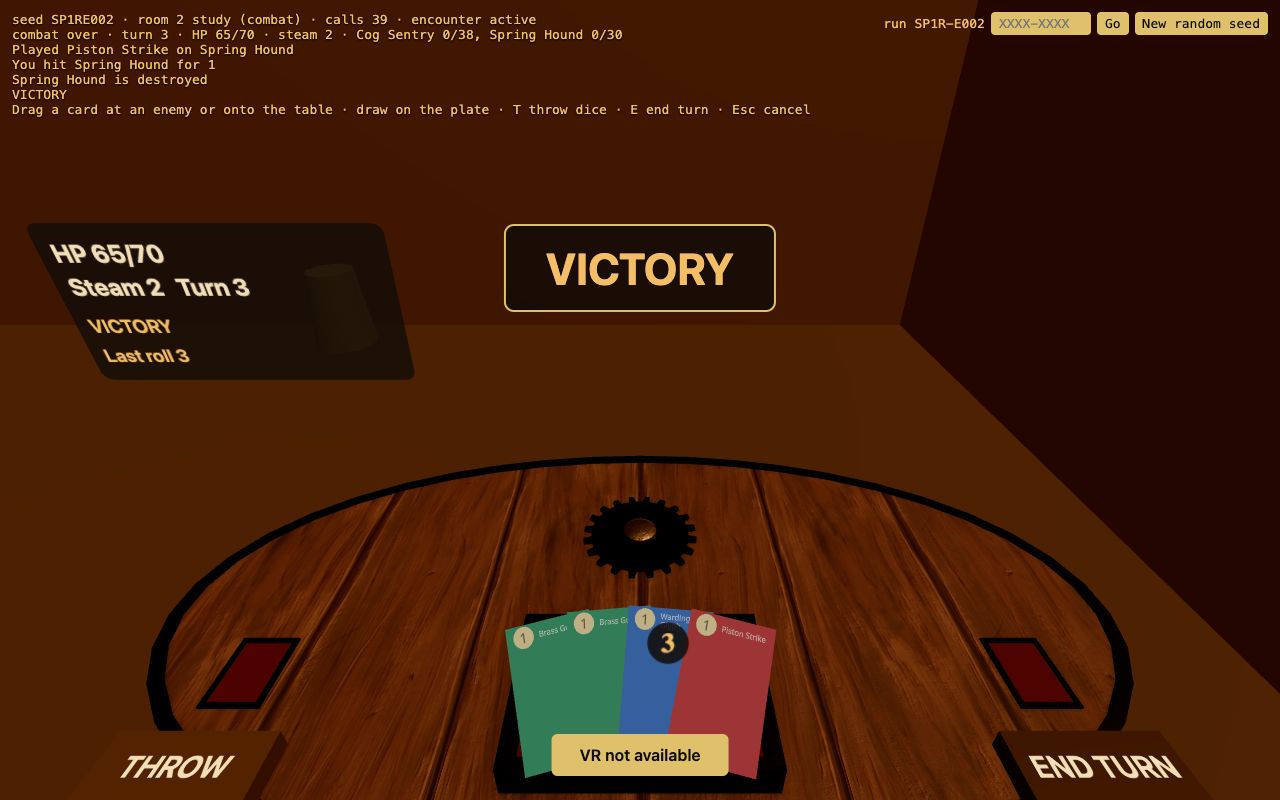 seed SP1RE002 · room 2 study (combat) · calls 39 · encounter active
combat over · turn 3 · HP 65/70 · steam 2 · Cog Sentry 0/38, Spring Hound 0/30
Played Piston Strike on Spring Hound
You hit Spring Hound for 1
Spring Hound is destroyed
VICTORY
Drag a card at an enemy or onto the table · draw on the plate · T throw dice · E end turn · Esc cancel
run SP1R-E002 XXXX-XXXX Go New random seed
HP 65/70
Steam 2 Turn 3
VICTORY
Last roll 3
VICTORY
1 Brass
1 Brass
1 Warding
1 Piston Strike
3
VR not available
THROW
END TURN